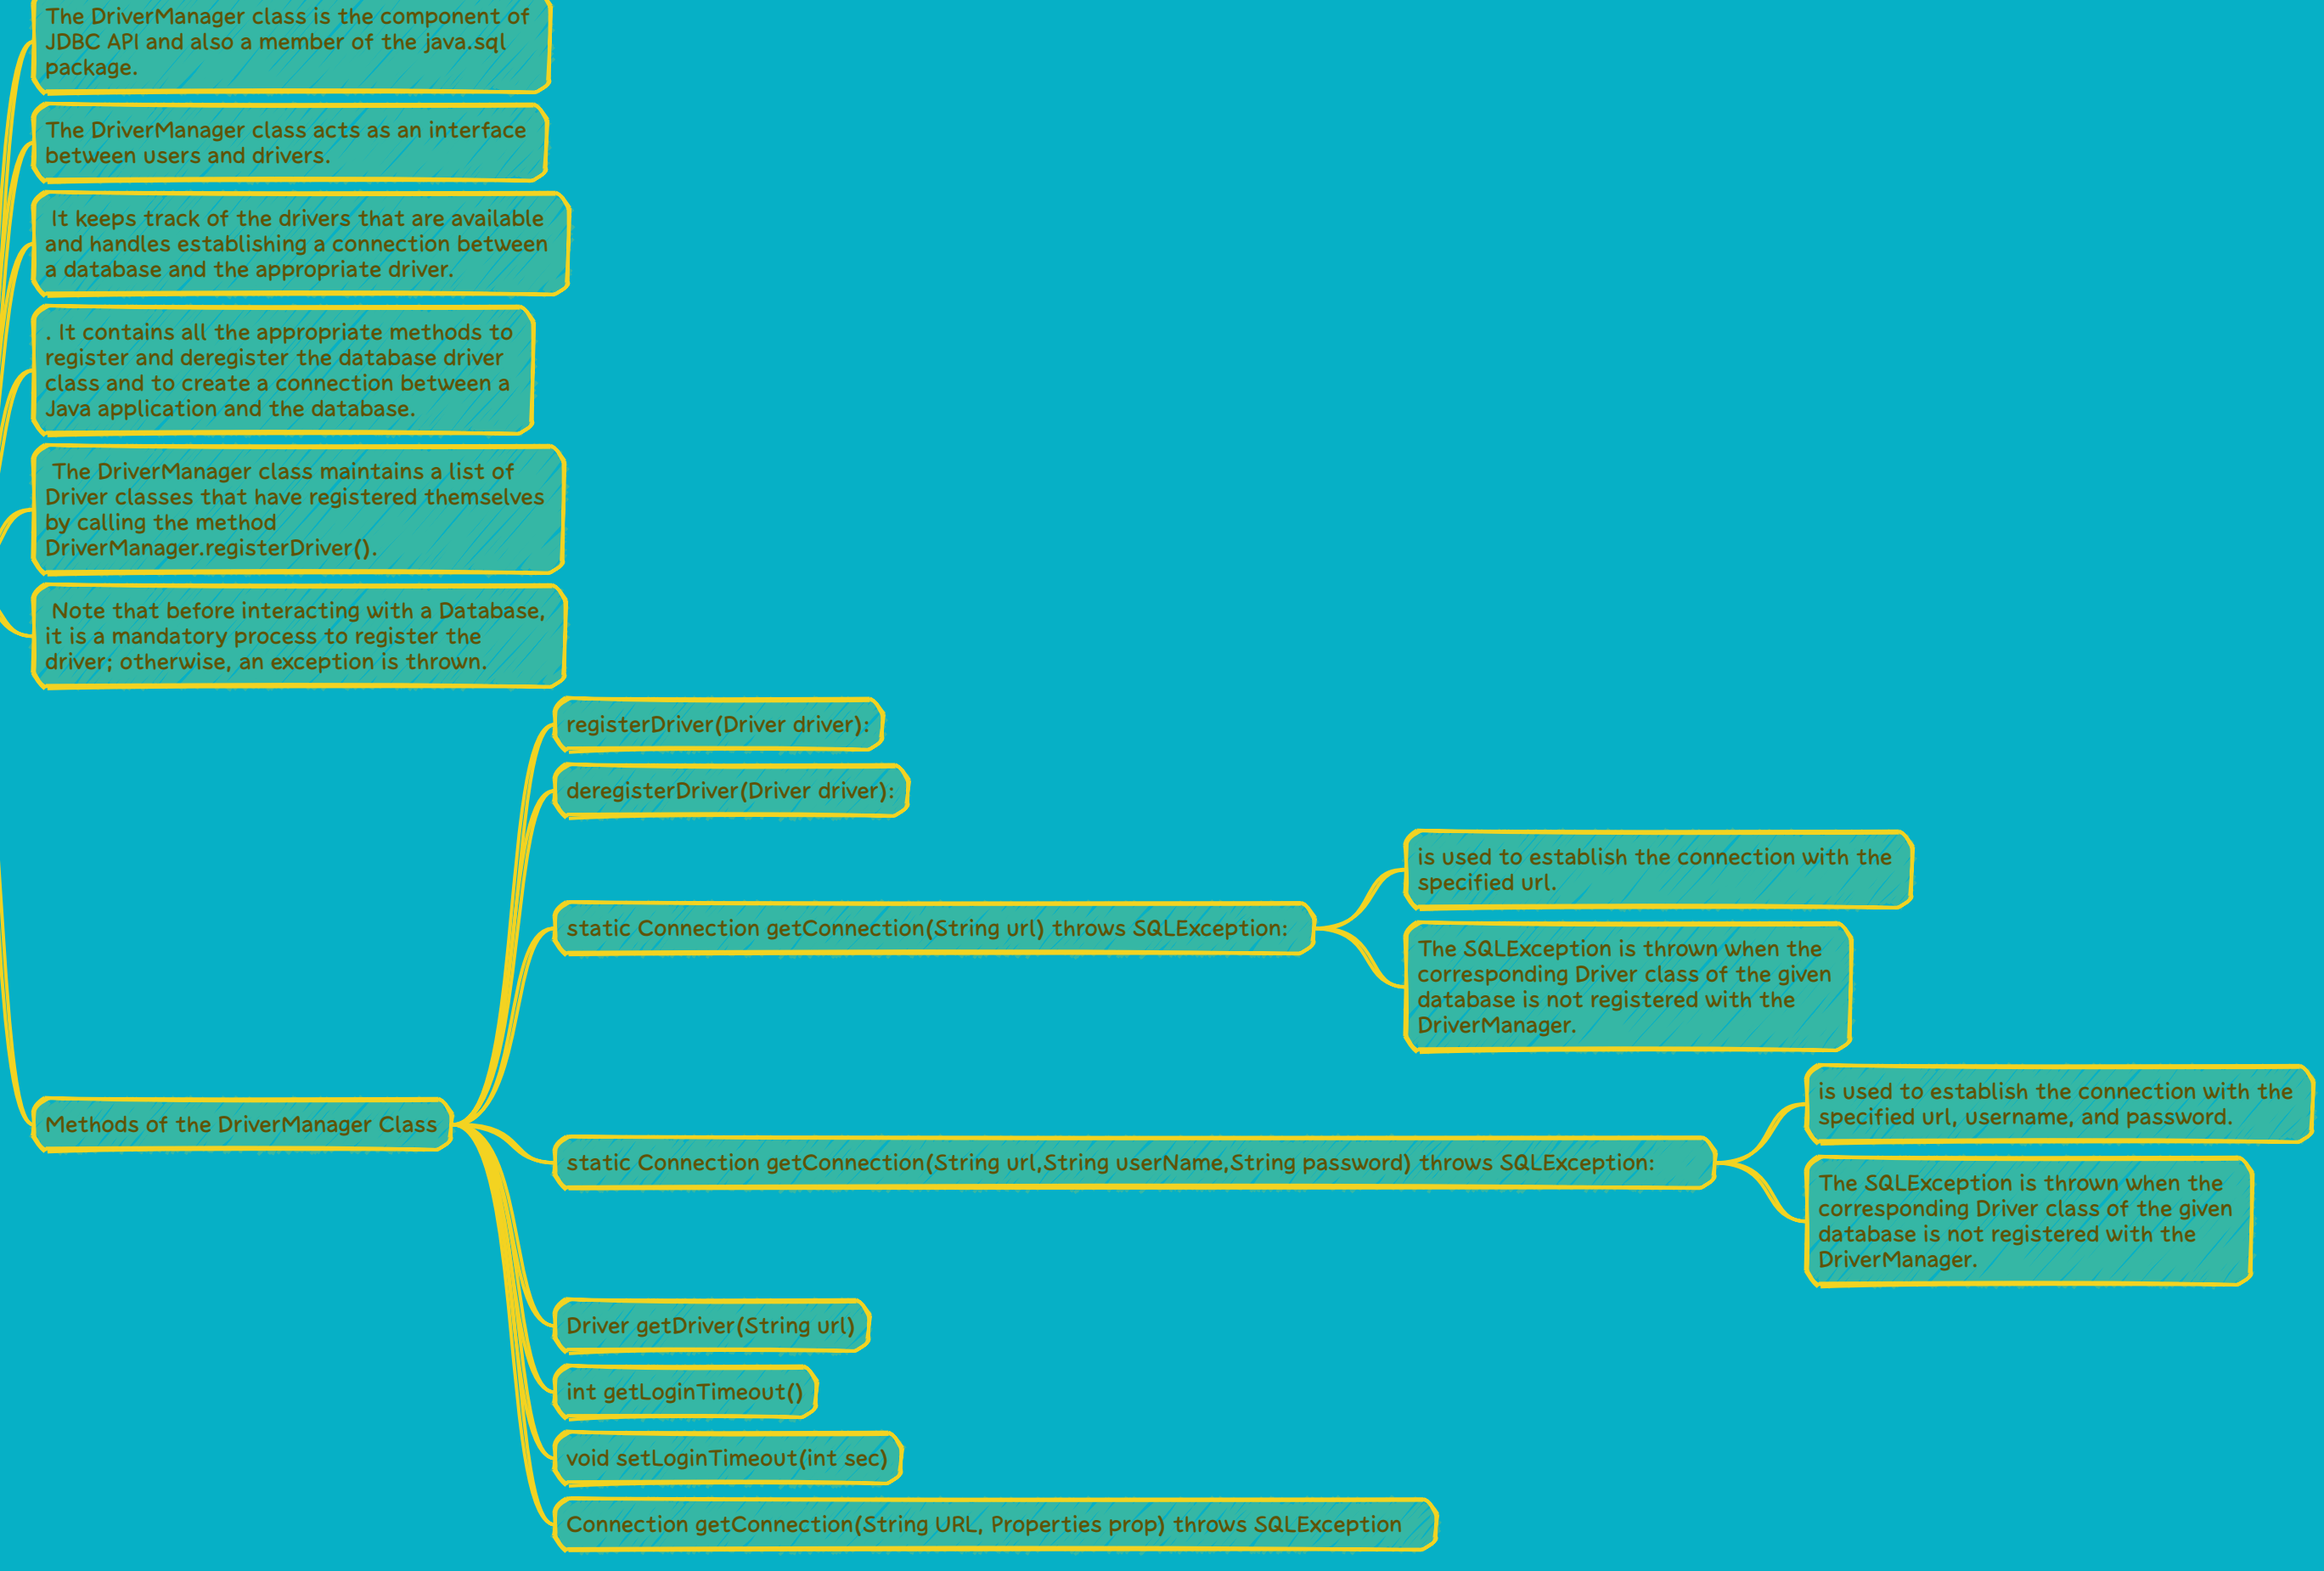 The DriverManager class is the component of
JDBC API and also a member of the java.sql
package.
The DriverManager class acts as an interface
between users and drivers.
It keeps track of the drivers that are available
and handles establishing a connection between
a database and the appropriate driver.
. It contains all the appropriate methods to
register and deregister the database driver
class and to create a connection between a
Java application and the database.
The DriverManager class maintains a list of
Driver classes that have registered themselves
by calling the method
DriverManager.registerDriver().
Note that before interacting with a Database,
it is a mandatory process to register the
driver; otherwise, an exception is thrown.
Methods of the DriverManager Class
registerDriver(Driver driver):
deregisterDriver(Driver driver):
static Connection getConnection(String url) throws SQLException:
is used to establish the connection with the
specified url.
The SQLException is thrown when the
corresponding Driver class of the given
database is not registered with the
DriverManager.
static Connection getConnection(String url,String userName,String password) throws SQLException:
is used to establish the connection with the
specified url, username, and password.
The SQLException is thrown when the
corresponding Driver class of the given
database is not registered with the
DriverManager.
Driver getDriver(String url)
int getLoginTimeout()
void setLoginTimeout(int sec)
Connection getConnection(String URL, Properties prop) throws SQLException